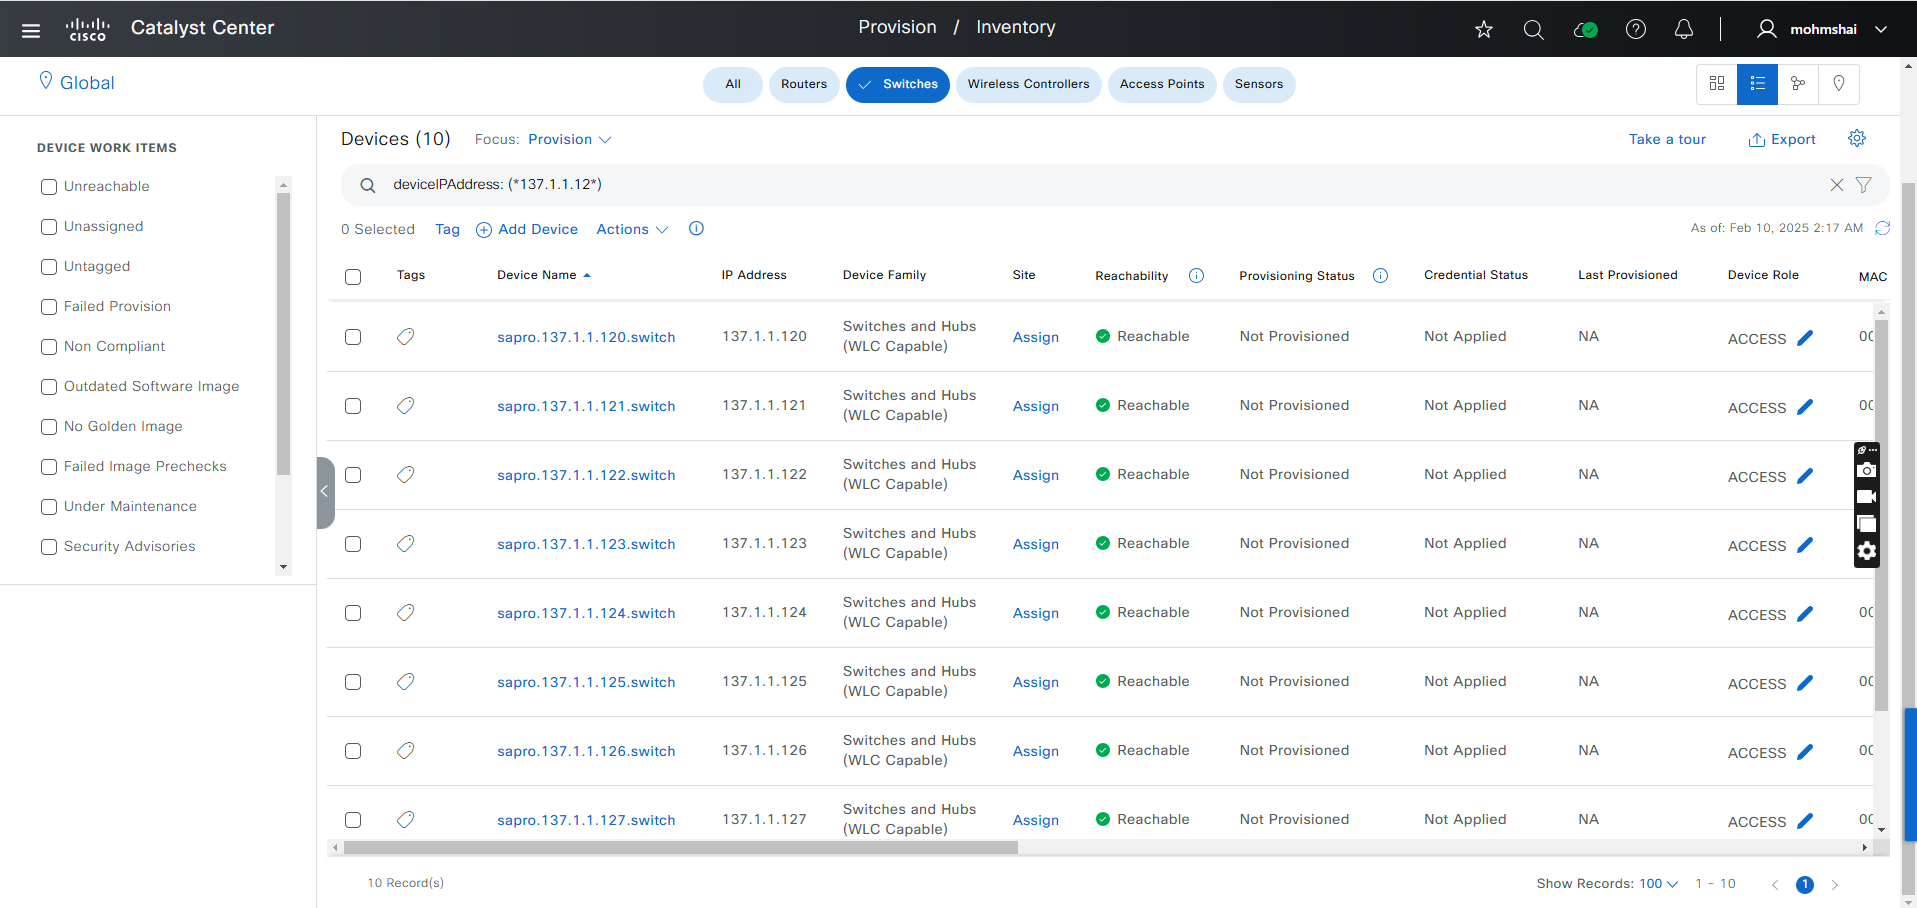 cisco
Catalyst Center
Provision / Inventory
mohmshai
Global
All
Routers
Switches
Wireless Controllers
Access Points
Sensors
DEVICE WORK ITEMS
Unreachable
Unassigned
Untagged
Failed Provision
Non Compliant
Outdated Software Image
No Golden Image
Failed Image Prechecks
Under Maintenance
Security Advisories
Devices (10) Focus: Provision
Take a tour Export
deviceIPAddress: (*137.1.1.12*)
0 Selected Tag Add Device Actions
As of: Feb 10, 2025 2:17 AM
Tags Device Name IP Address Device Family Site Reachability Provisioning Status Credential Status Last Provisioned Device Role MAC
sapro.137.1.1.120.switch 137.1.1.120 Switches and Hubs (WLC Capable) Assign Reachable Not Provisioned Not Applied NA ACCESS 00
sapro.137.1.1.121.switch 137.1.1.121 Switches and Hubs (WLC Capable) Assign Reachable Not Provisioned Not Applied NA ACCESS 00
sapro.137.1.1.122.switch 137.1.1.122 Switches and Hubs (WLC Capable) Assign Reachable Not Provisioned Not Applied NA ACCESS 00
sapro.137.1.1.123.switch 137.1.1.123 Switches and Hubs (WLC Capable) Assign Reachable Not Provisioned Not Applied NA ACCESS 00
sapro.137.1.1.124.switch 137.1.1.124 Switches and Hubs (WLC Capable) Assign Reachable Not Provisioned Not Applied NA ACCESS 00
sapro.137.1.1.125.switch 137.1.1.125 Switches and Hubs (WLC Capable) Assign Reachable Not Provisioned Not Applied NA ACCESS 00
sapro.137.1.1.126.switch 137.1.1.126 Switches and Hubs (WLC Capable) Assign Reachable Not Provisioned Not Applied NA ACCESS 00
sapro.137.1.1.127.switch 137.1.1.127 Switches and Hubs (WLC Capable) Assign Reachable Not Provisioned Not Applied NA ACCESS 00
10 Record(s)
Show Records: 100 1 - 10 1